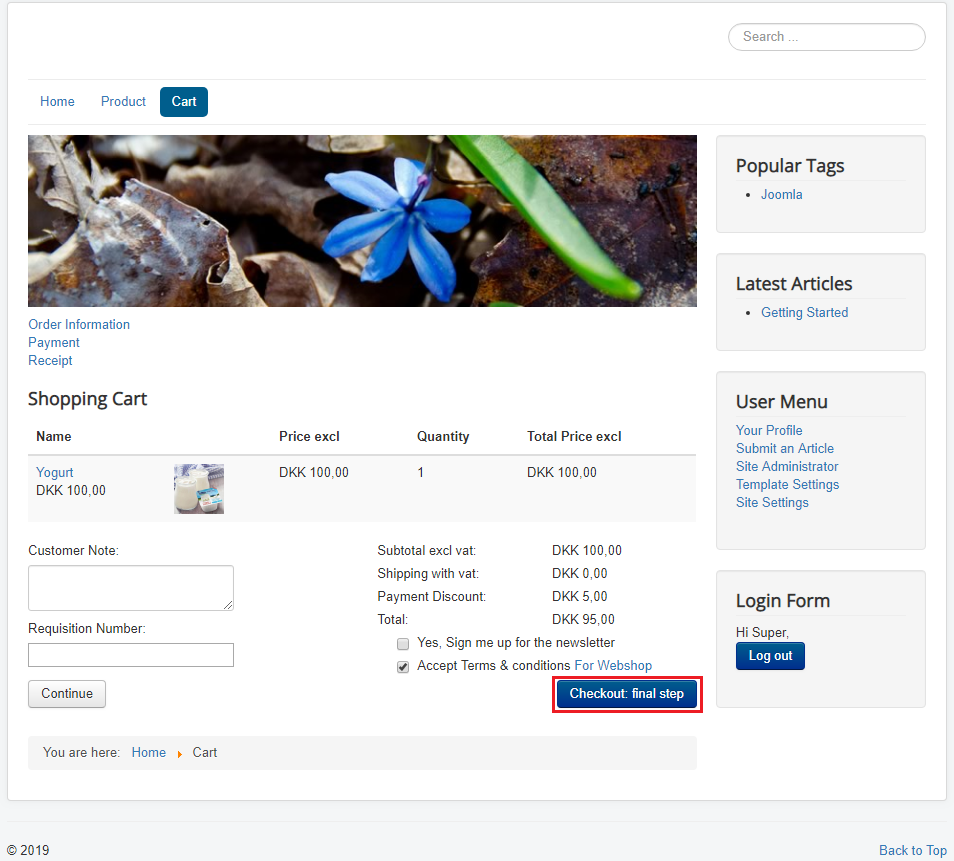 Search ...
Home Product Cart
Order Information
Payment
Receipt
Shopping Cart
Name Price excl Quantity Total Price excl
Yogurt DKK 100,00 1 DKK 100,00
DKK 100,00
Customer Note:
Requisition Number:
Continue
Subtotal excl vat: DKK 100,00
Shipping with vat: DKK 0,00
Payment Discount: DKK 5,00
Total: DKK 95,00
Yes, Sign me up for the newsletter
Accept Terms & conditions For Webshop
Checkout: final step
You are here: Home Cart
Popular Tags
Joomla
Latest Articles
Getting Started
User Menu
Your Profile
Submit an Article
Site Administrator
Template Settings
Site Settings
Login Form
Hi Super,
Log out
© 2019 Back to Top